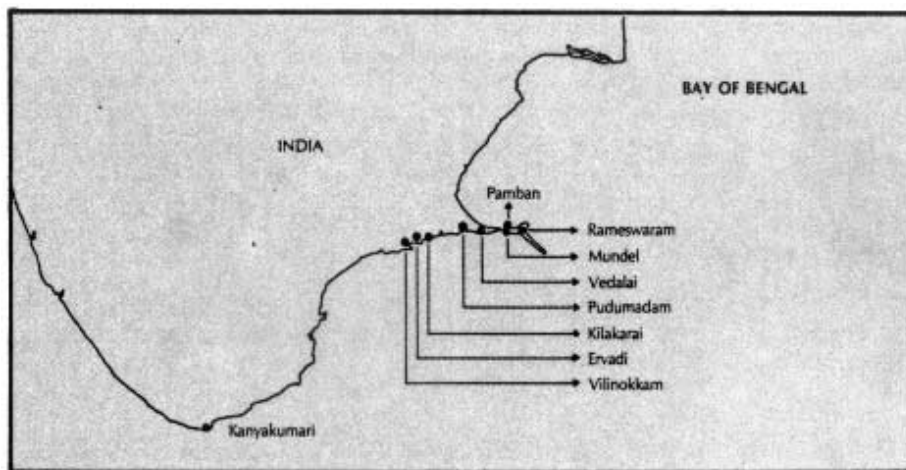 BAY OF BENGAL
INDIA
Pamban
Rameswaram
Mundel
Vedalai
Pudumadam
Kilakarai
Ervadi
Vilinokkam
Kanyakumari